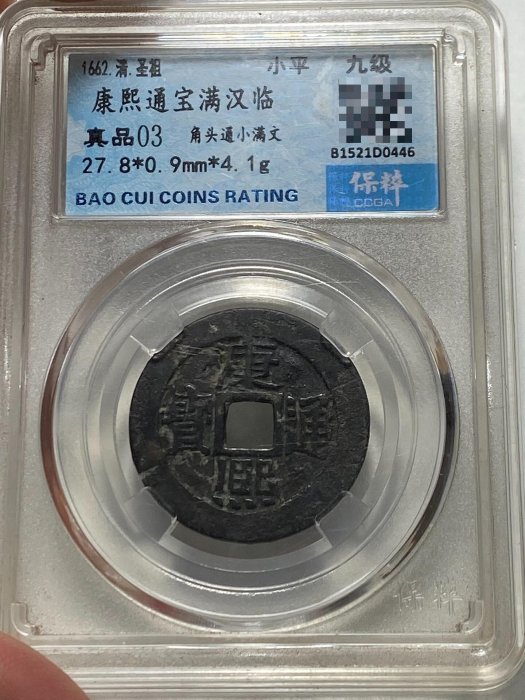 1662.清.圣祖 小平 九级
康熙通宝满汉临
真品03 角头通小满文
27.8*0.9mm*4.1g
B1521D0446
BAO CUI COINS RATING
保粹
CCGA
康熙通寶
保粹